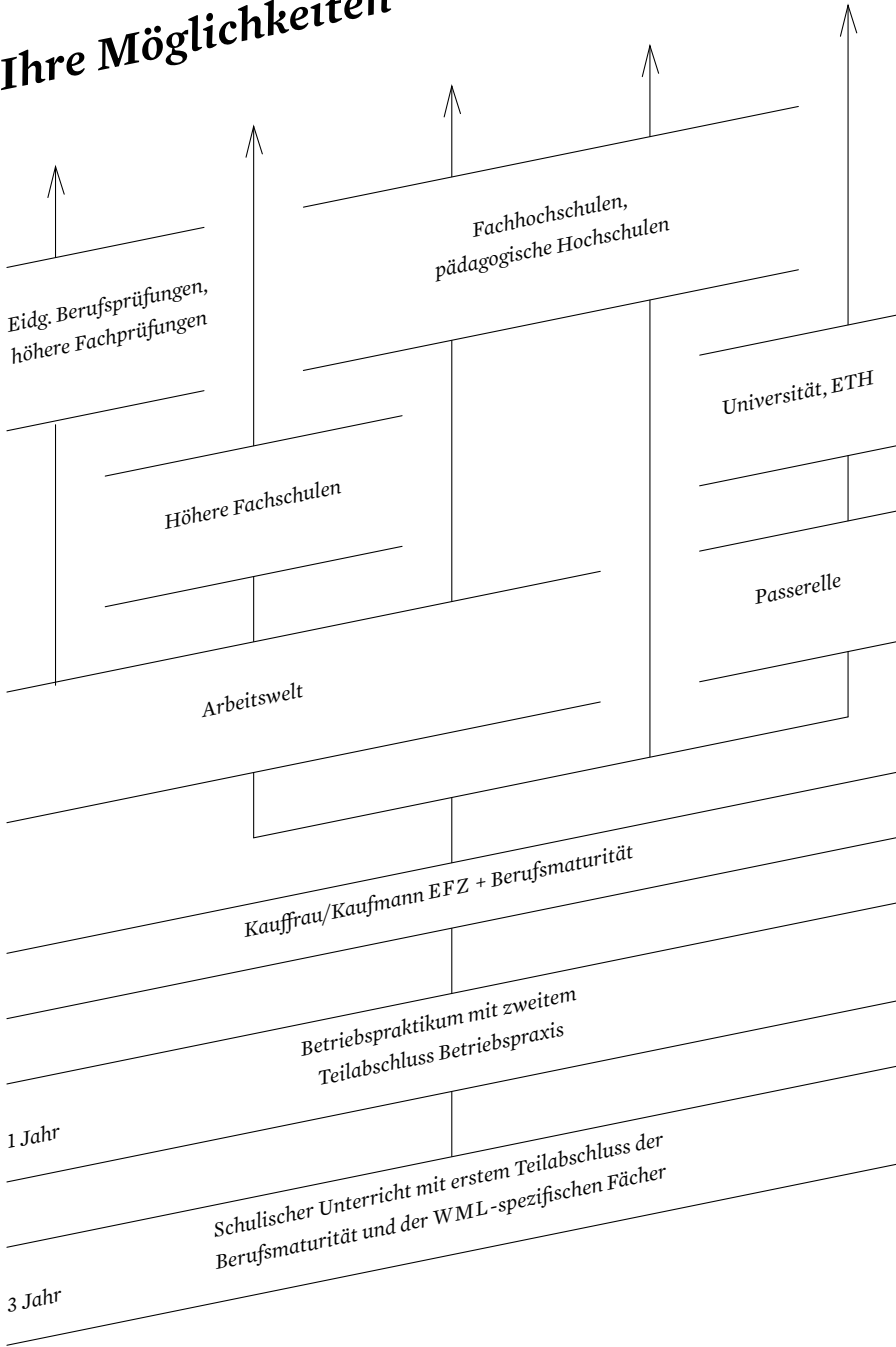 Ihre Möglichkeiten
Fachhochschulen,
pädagogische Hochschulen
Eidg. Berufsprüfungen,
höhere Fachprüfungen
Universität, ETH
Höhere Fachschulen
Passerelle
Arbeitswelt
Kauffrau/Kaufmann EFZ + Berufsmaturität
Betriebspraktikum mit zweitem
Teilabschluss Betriebspraxis
1 Jahr
Schulischer Unterricht mit erstem Teilabschluss der
Berufsmaturität und der WML-spezifischen Fächer
3 Jahr